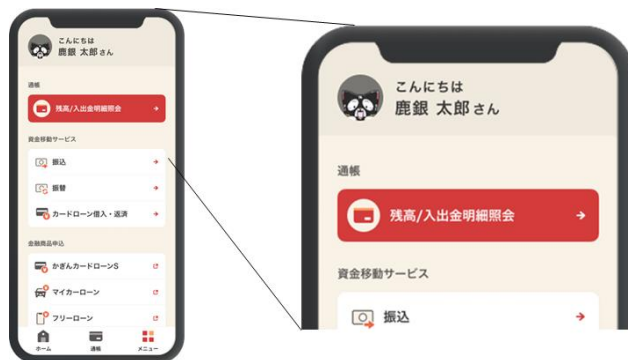 こんにちは
鹿銀 太郎さん
通帳
残高/入出金明細照会
資金移動サービス
振込
振替
カードローン借入・返済
金融商品申込
かぎんカードローンS
マイカーローン
フリーローン
ホーム
通帳
メニュー
こんにちは
鹿銀 太郎さん
通帳
残高/入出金明細照会
資金移動サービス
振込